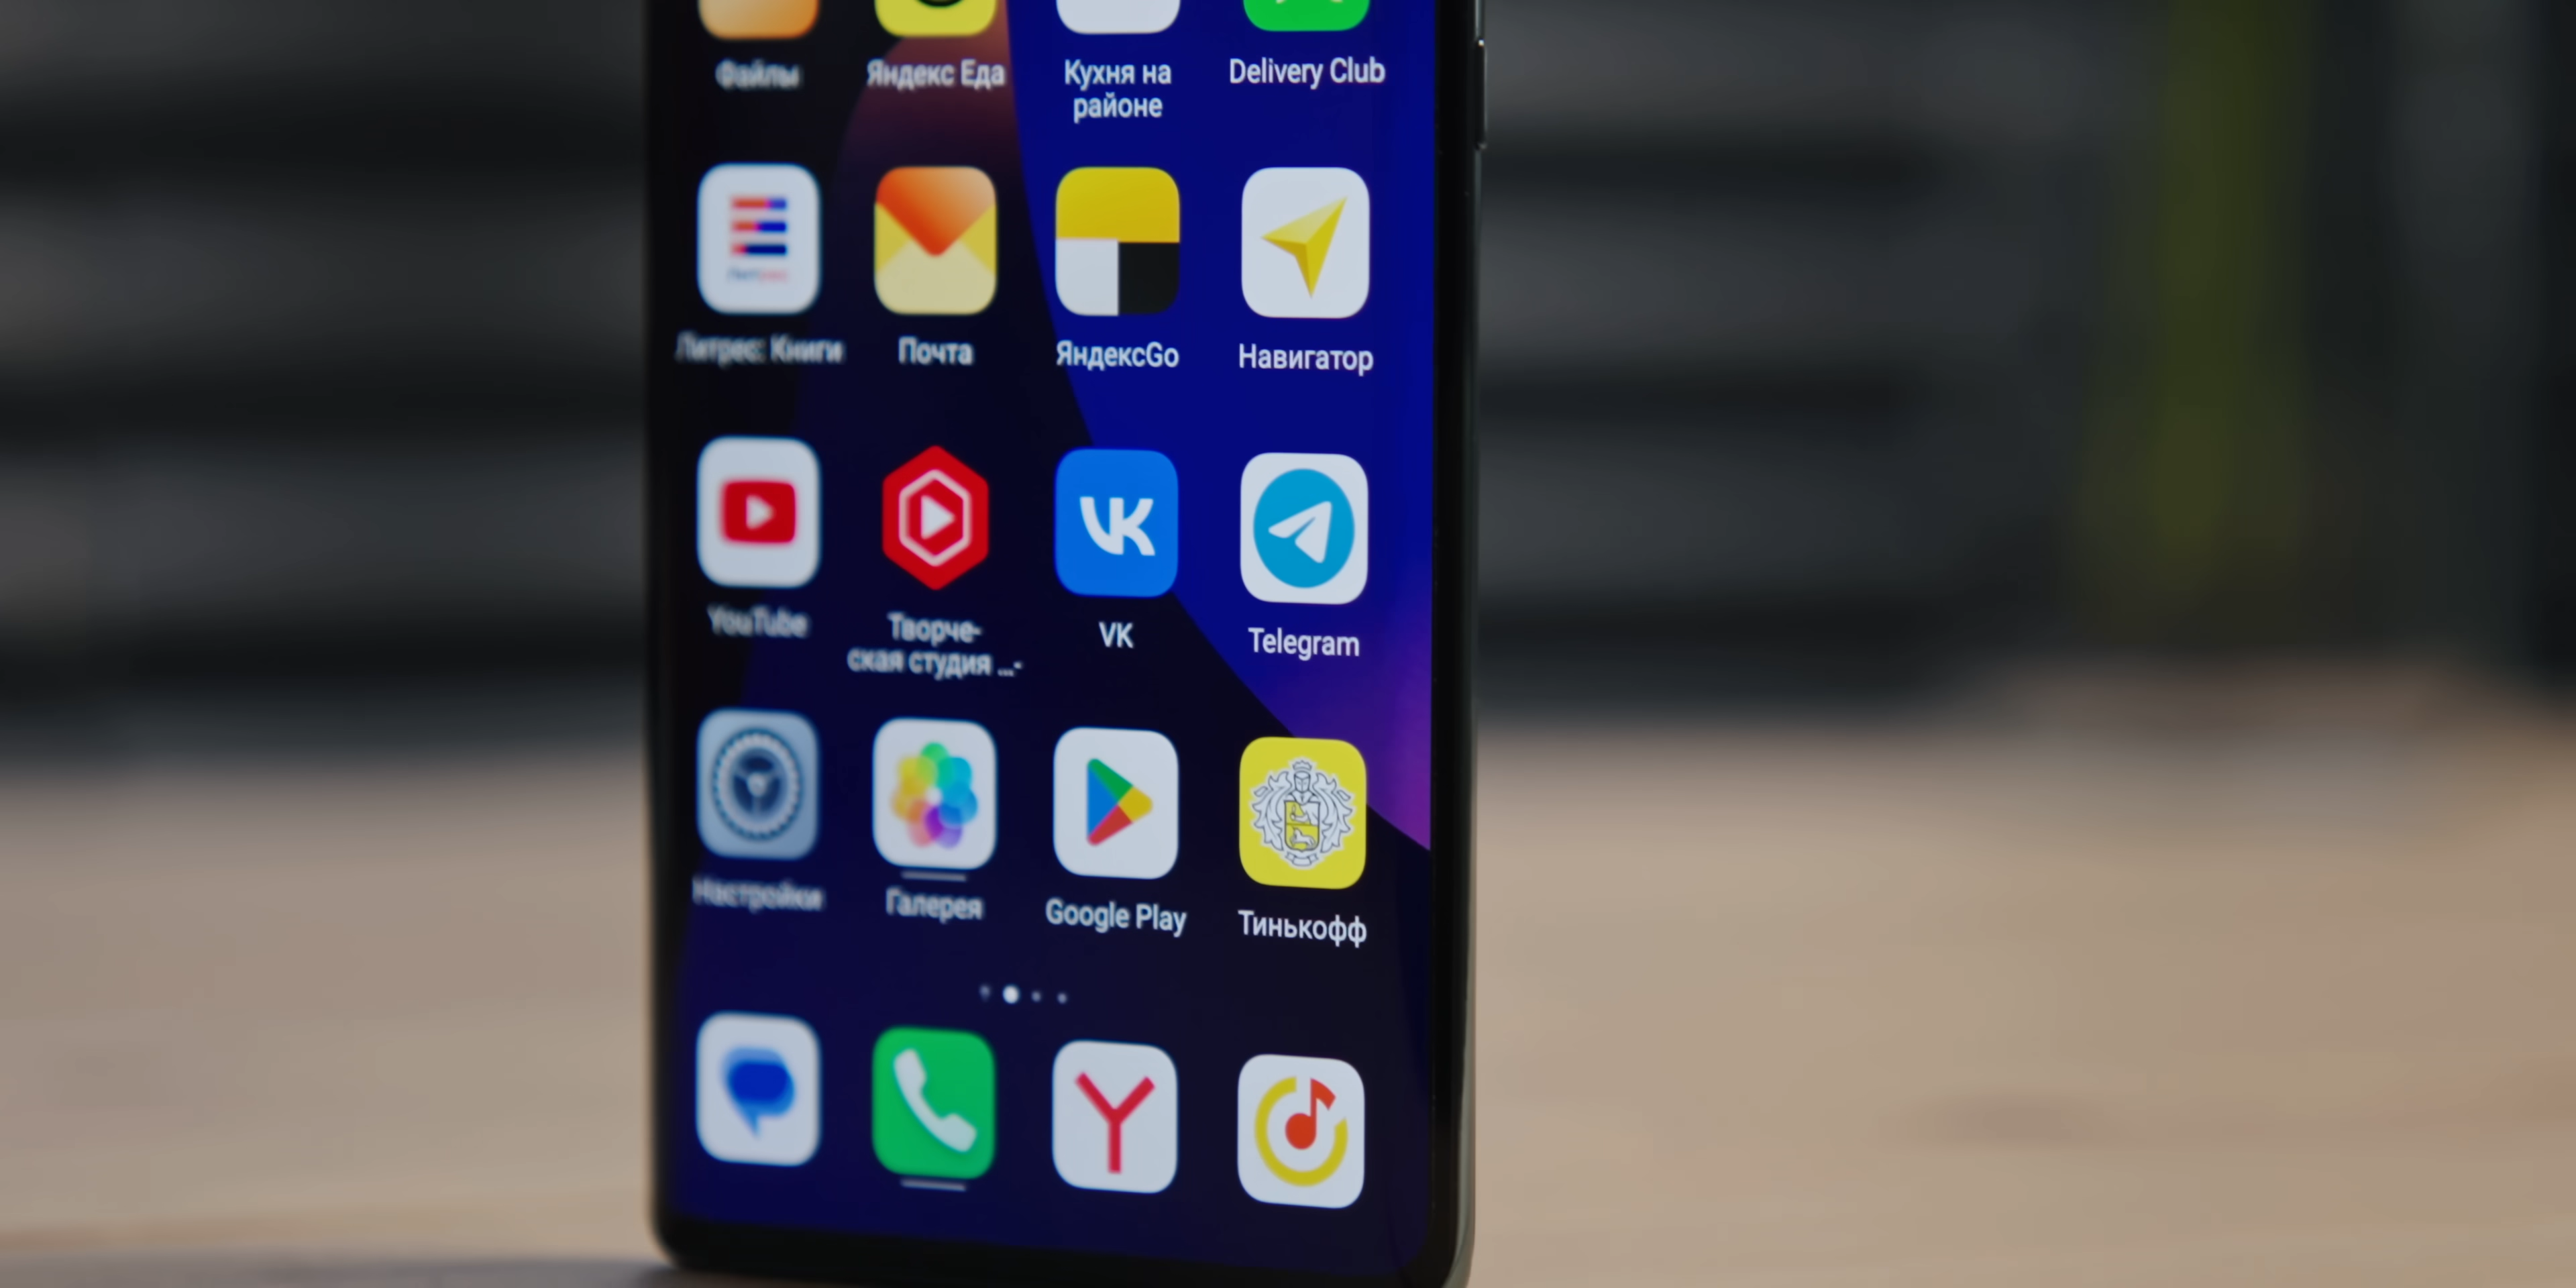 Файлы
Яндекс Еда
Кухня на
районе
Delivery Club
Литрес: Книги
Почта
ЯндексGo
Навигатор
YouTube
Творче-
ская студия ...-
VK
VK
Telegram
Настройки
Галерея
Google Play
Тинькофф